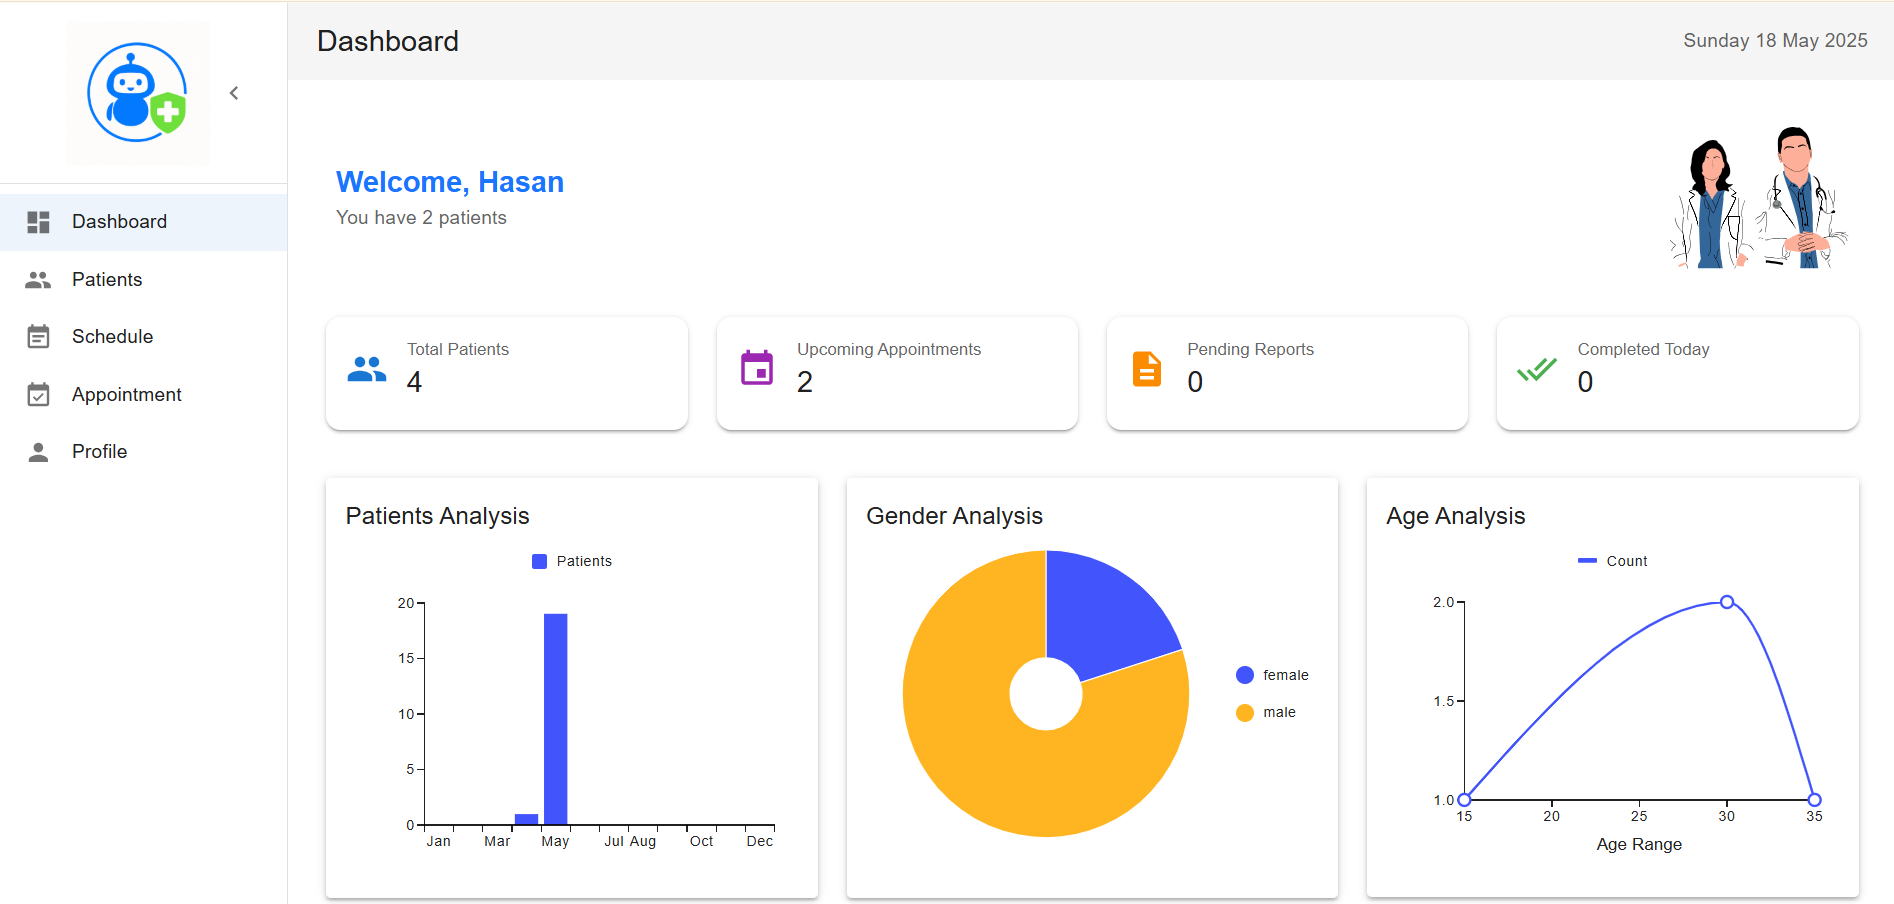 Dashboard
Sunday 18 May 2025
Dashboard
Patients
Schedule
Appointment
Profile
Welcome, Hasan
You have 2 patients
Total Patients
4
Upcoming Appointments
2
Pending Reports
0
Completed Today
0
Patients Analysis
Patients
20
15
10
5
0
Jan Mar May Jul Aug Oct Dec
Gender Analysis
female
male
Age Analysis
Count
2.0
1.5
1.0
15 20 25 30 35
Age Range